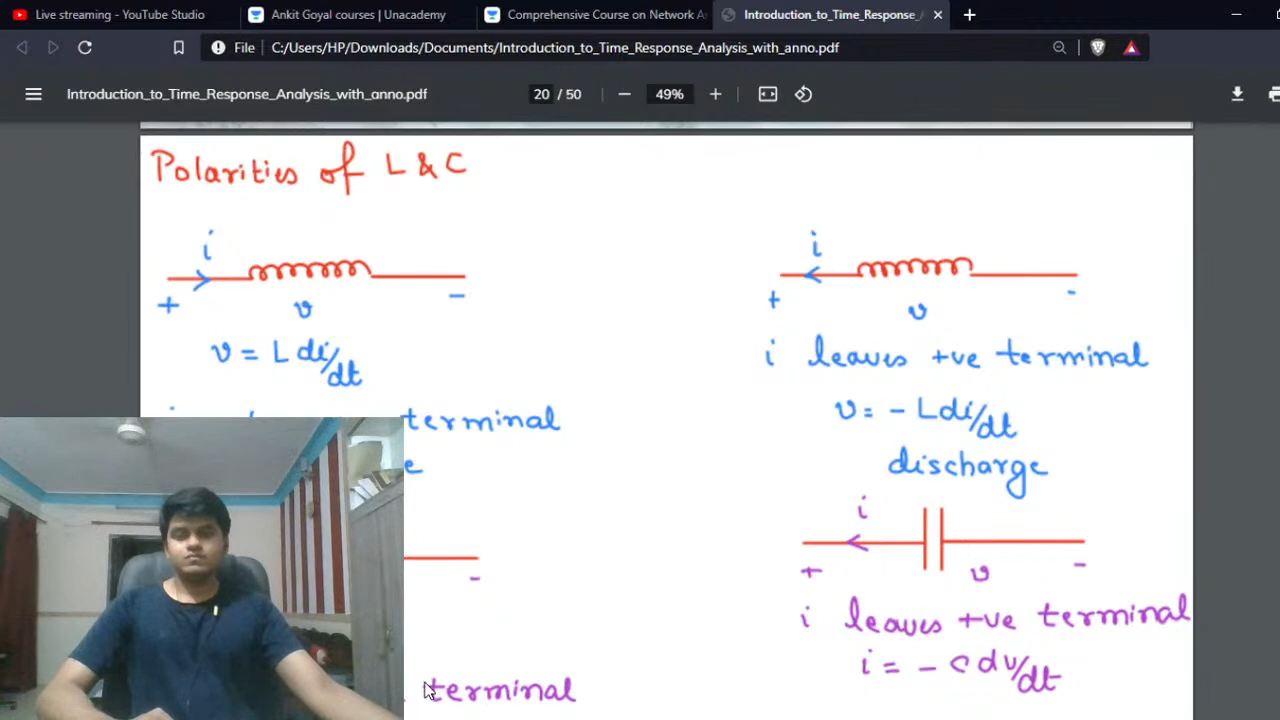 Live streaming - YouTube Studio
Ankit Goyal courses | Unacademy
Comprehensive Course on Network A
Introduction_to_Time_Response_
File C:/Users/HP/Downloads/Documents/Introduction_to_Time_Response_Analysis_with_anno.pdf
Introduction_to_Time_Response_Analysis_with_anno.pdf
20 / 50
49%
Polarities of L & C
i
+ v -
v = L di/dt
terminal
i
+ v -
i leaves +ve terminal
v = - L di/dt
discharge
-
terminal
i
+ v -
i leaves +ve terminal
i = - C dv/dt